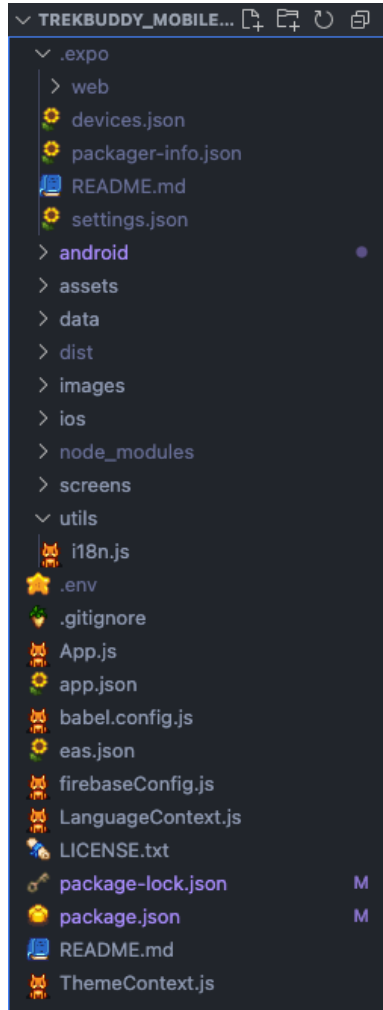 TREKBUDDY_MOBILE...
.expo
web
devices.json
packager-info.json
README.md
settings.json
android
assets
data
dist
images
ios
node_modules
screens
utils
i18n.js
.env
.gitignore
App.js
app.json
babel.config.js
eas.json
firebaseConfig.js
LanguageContext.js
LICENSE.txt
package-lock.json M
package.json M
README.md
ThemeContext.js